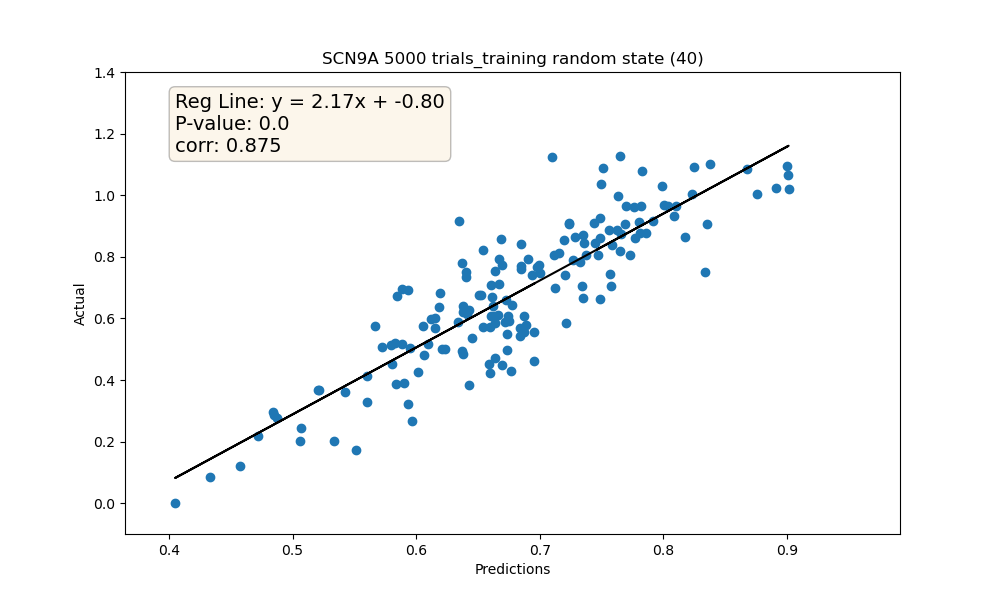 SCN9A 5000 trials_training random state (40)
Reg Line: y = 2.17x + -0.80
P-value: 0.0
corr: 0.875
1.4
1.2
1.0
0.8
0.6
0.4
0.2
0.0
Actual
0.4 0.5 0.6 0.7 0.8 0.9
Predictions